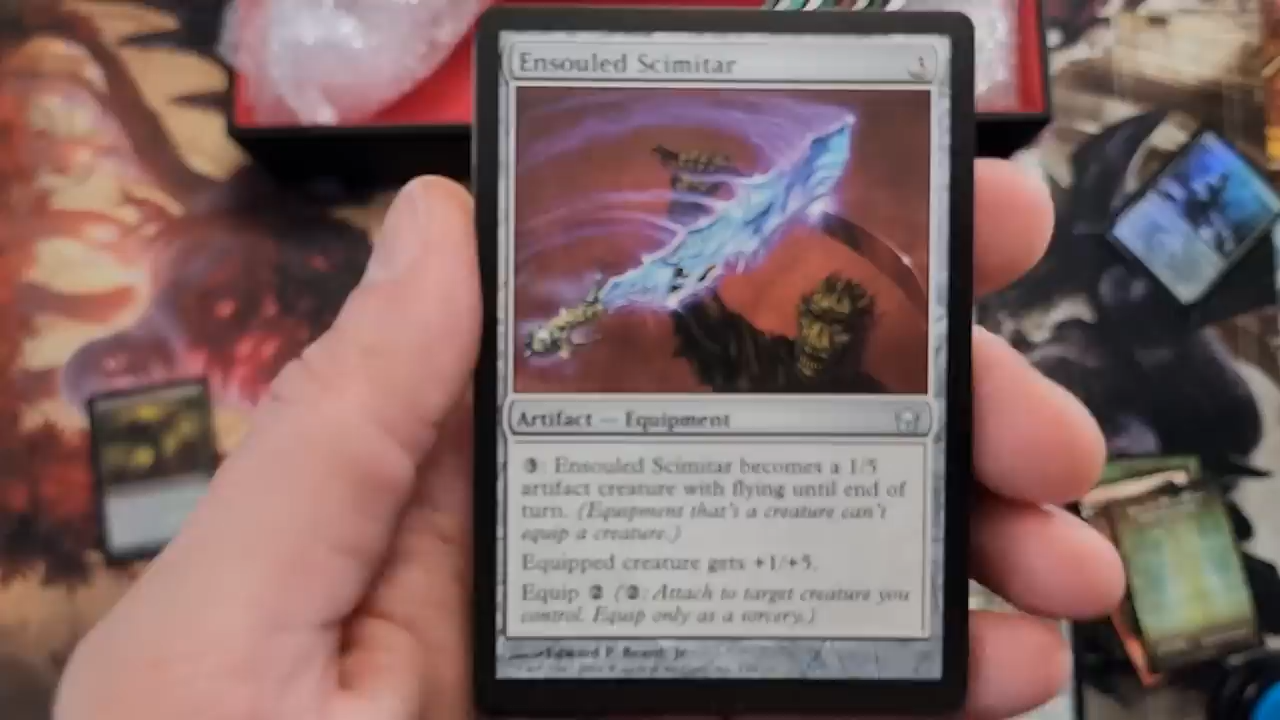 Ensouled Scimitar
3
Artifact — Equipment
3: Ensouled Scimitar becomes a 1/5
artifact creature with flying until end of
turn. (Equipment that's a creature can't
equip a creature.)
Equipped creature gets +1/+5.
Equip 2 (2: Attach to target creature you
control. Equip only as a sorcery.)
Edward P. Beard, Jr.